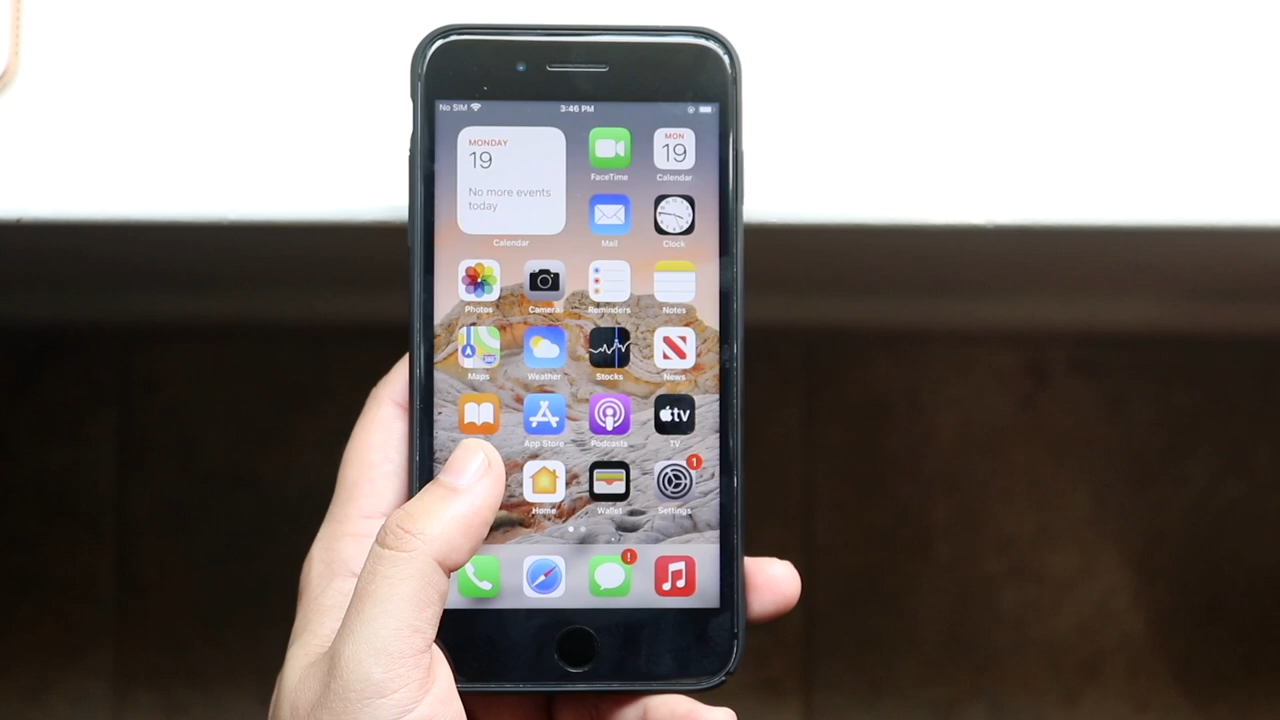 No SIM 3:46 PM
MONDAY
19
No more events
today
Calendar
FaceTime
MON
19
Calendar
Mail
Clock
Photos
Camera
Reminders
Notes
Maps
Weather
Stocks
News
App Store
Podcasts
tv
TV
Home
Wallet
1
Settings
!